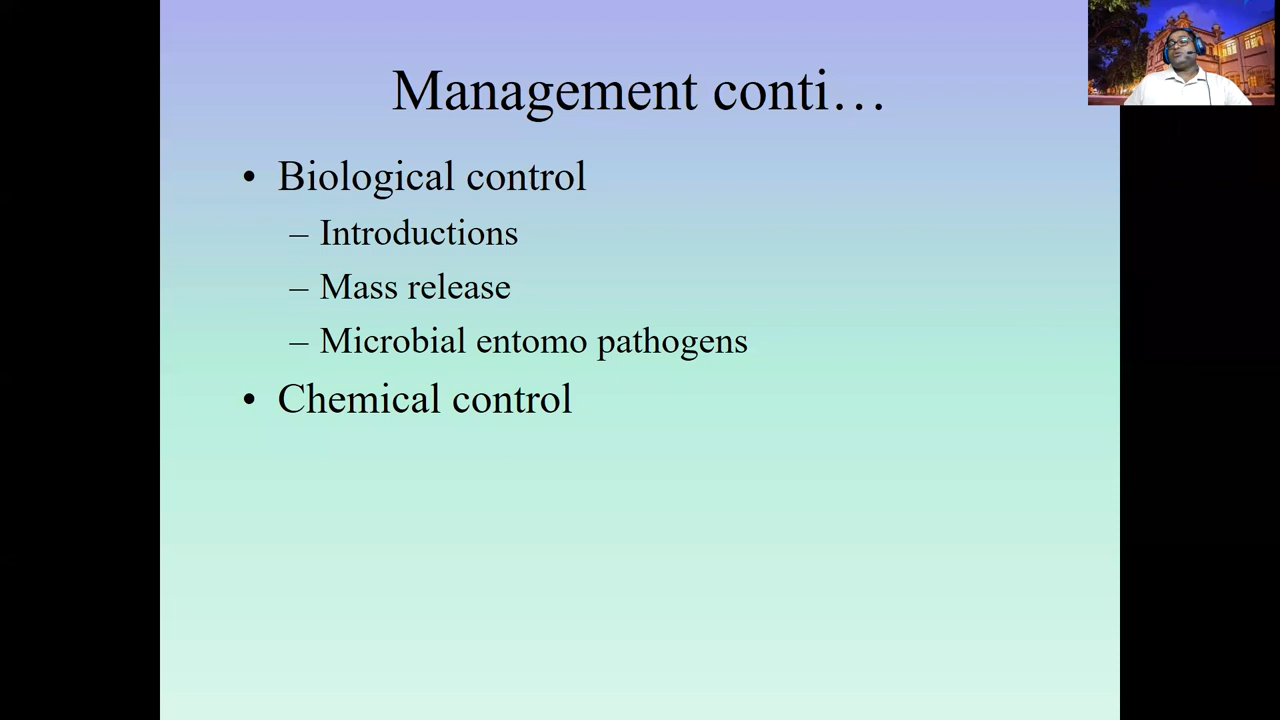 Management conti…
• Biological control
– Introductions
– Mass release
– Microbial entomo pathogens
• Chemical control